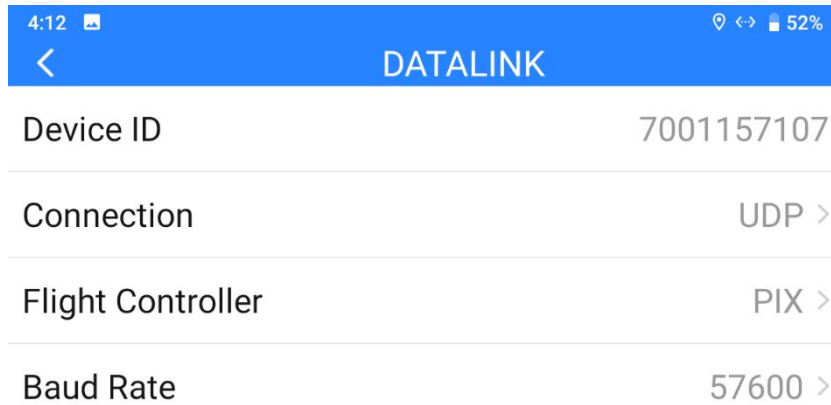 4:12 52%
DATALINK
Device ID 7001157107
Connection UDP
Flight Controller PIX
Baud Rate 57600